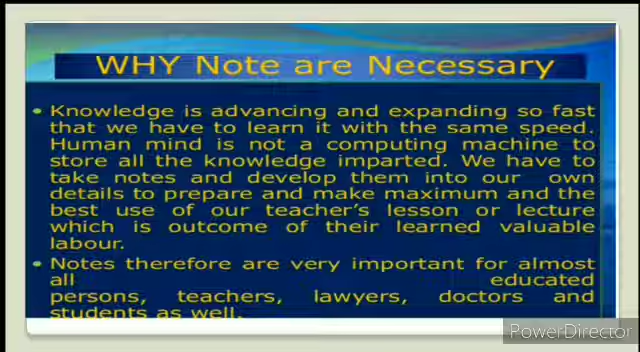 WHY Note are Necessary
• Knowledge is advancing and expanding so fast
that we have to learn it with the same speed.
Human mind is not a computing machine to
store all the knowledge imparted. We have to
take notes and develop them into our own
details to prepare and make maximum and the
best use of our teacher's lesson or lecture
which is outcome of their learned valuable
labour.
• Notes therefore are very important for almost
all educated
persons, teachers, lawyers, doctors and
students as well.
PowerDirector